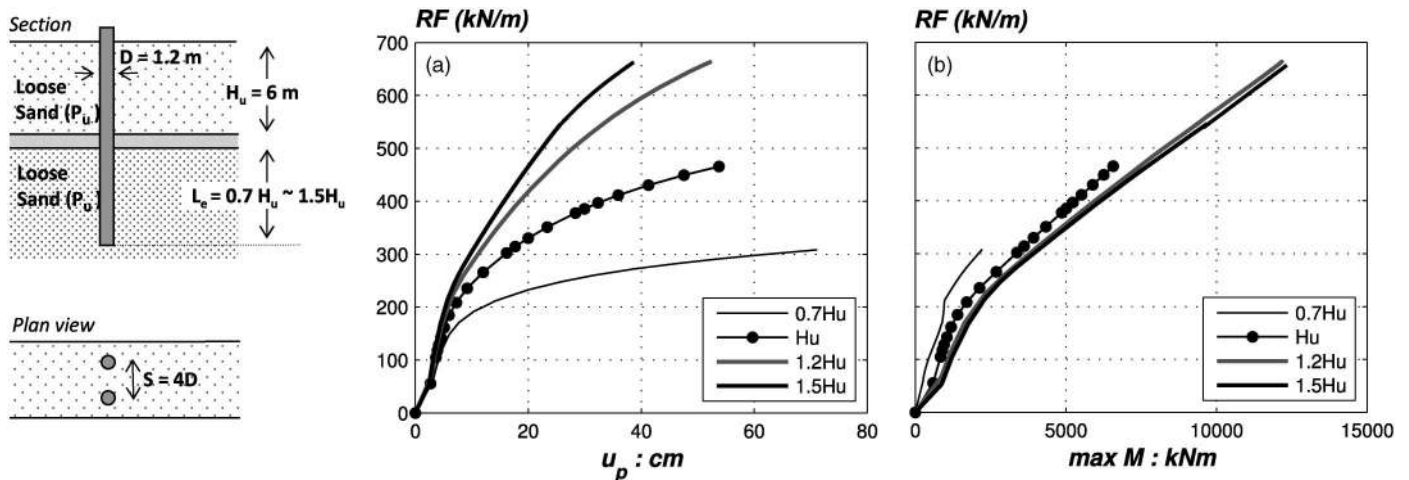 Section
D = 1.2 m
Loose
Sand (Pu)
Hu = 6 m
Loose
Sand (Pu)
Le = 0.7 Hu ~ 1.5Hu
Plan view
S = 4D
RF (kN/m)
700
600
500
400
300
200
100
0
(a)
0.7Hu
Hu
1.2Hu
1.5Hu
0 20 40 60 80
up : cm
RF (kN/m)
(b)
0.7Hu
Hu
1.2Hu
1.5Hu
0 5000 10000 15000
max M : kNm